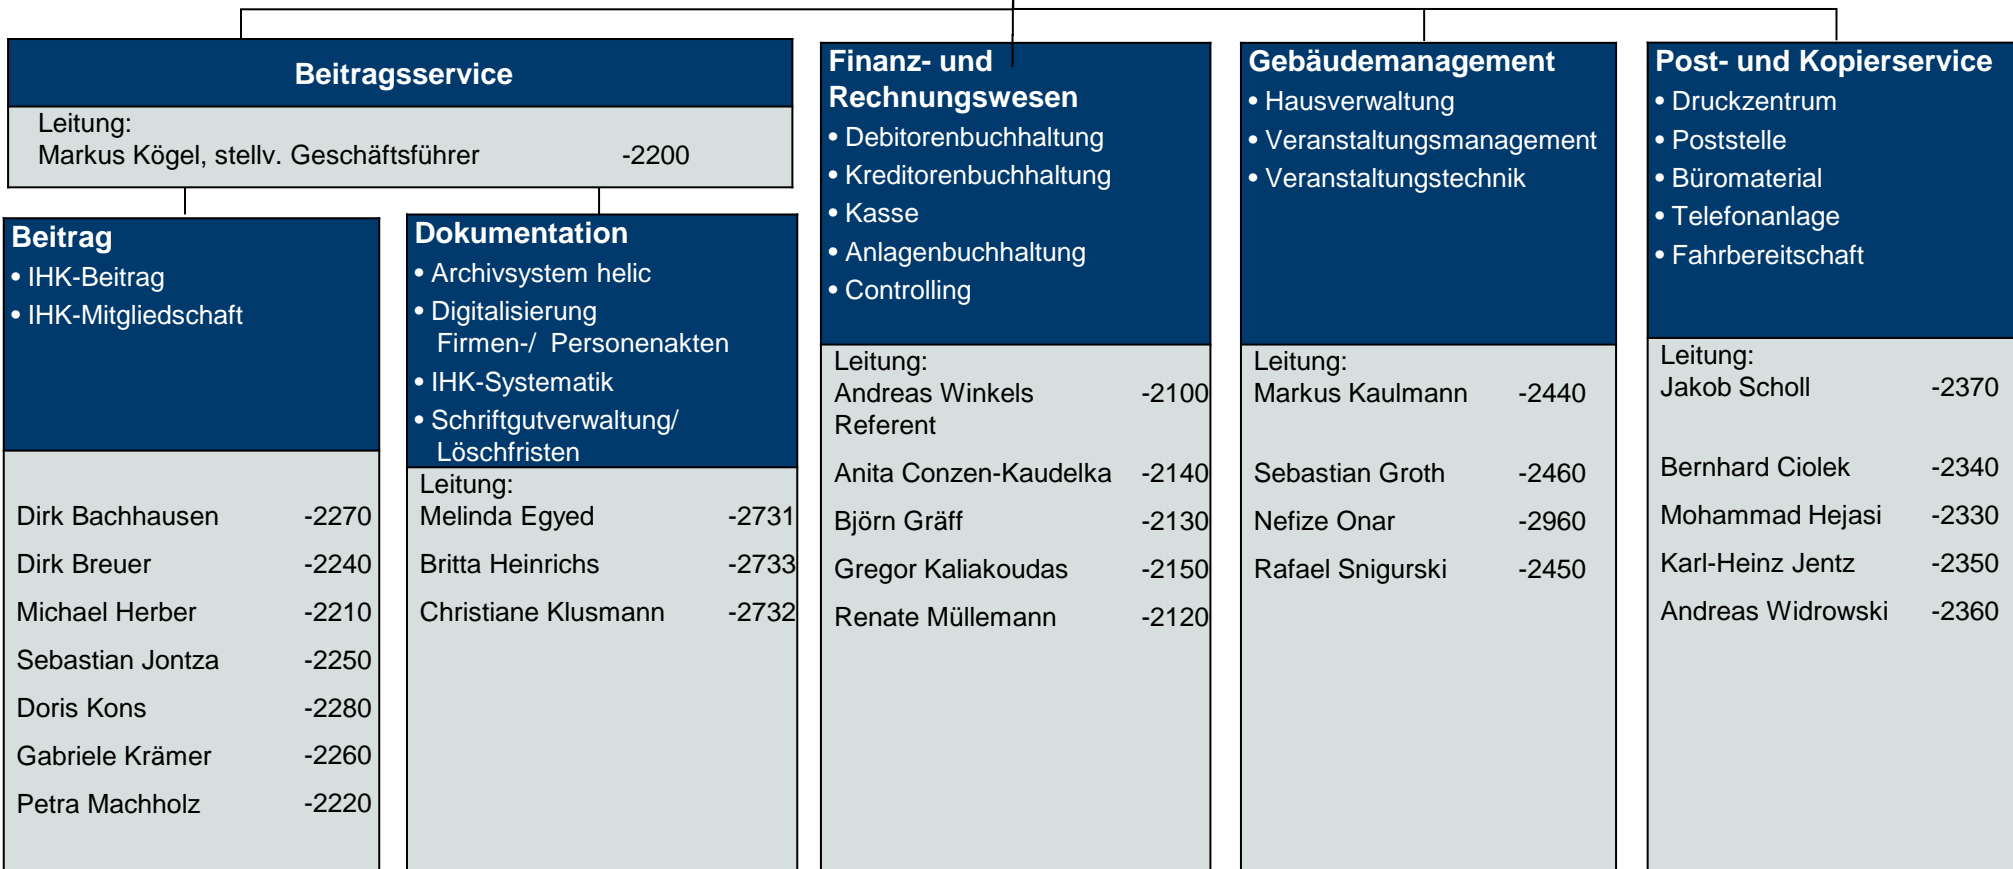 Beitragsservice
Leitung:
Markus Kögel, stellv. Geschäftsführer -2200
Beitrag
• IHK-Beitrag
• IHK-Mitgliedschaft
Dirk Bachhausen -2270
Dirk Breuer -2240
Michael Herber -2210
Sebastian Jontza -2250
Doris Kons -2280
Gabriele Krämer -2260
Petra Machholz -2220
Dokumentation
• Archivsystem helic
• Digitalisierung
Firmen-/ Personenakten
• IHK-Systematik
• Schriftgutverwaltung/
Löschfristen
Leitung:
Melinda Egyed -2731
Britta Heinrichs -2733
Christiane Klusmann -2732
Finanz- und
Rechnungswesen
• Debitorenbuchhaltung
• Kreditorenbuchhaltung
• Kasse
• Anlagenbuchhaltung
• Controlling
Leitung:
Andreas Winkels -2100
Referent
Anita Conzen-Kaudelka -2140
Björn Gräff -2130
Gregor Kaliakoudas -2150
Renate Müllemann -2120
Gebäudemanagement
• Hausverwaltung
• Veranstaltungsmanagement
• Veranstaltungstechnik
Leitung:
Markus Kaulmann -2440
Sebastian Groth -2460
Nefize Onar -2960
Rafael Snigurski -2450
Post- und Kopierservice
• Druckzentrum
• Poststelle
• Büromaterial
• Telefonanlage
• Fahrbereitschaft
Leitung:
Jakob Scholl -2370
Bernhard Ciolek -2340
Mohammad Hejasi -2330
Karl-Heinz Jentz -2350
Andreas Widrowski -2360